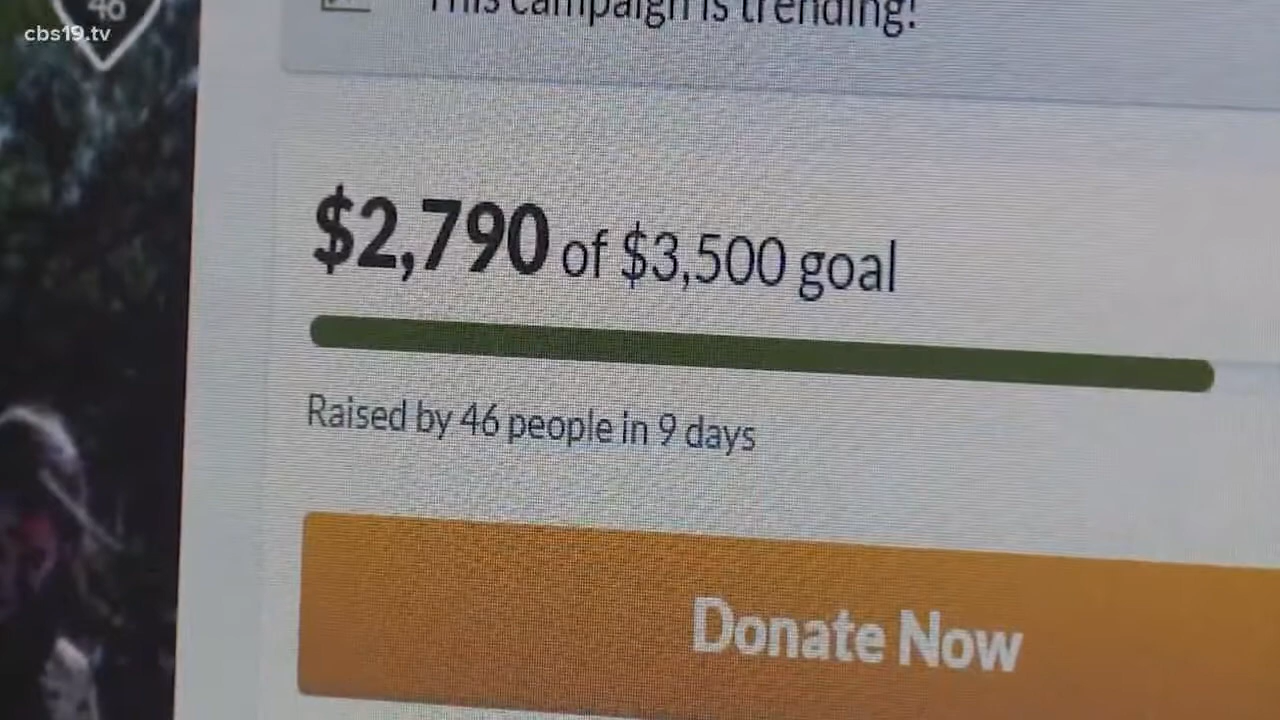 46
cbs19.tv
This campaign is trending!
$2,790 of $3,500 goal
Raised by 46 people in 9 days
Donate Now